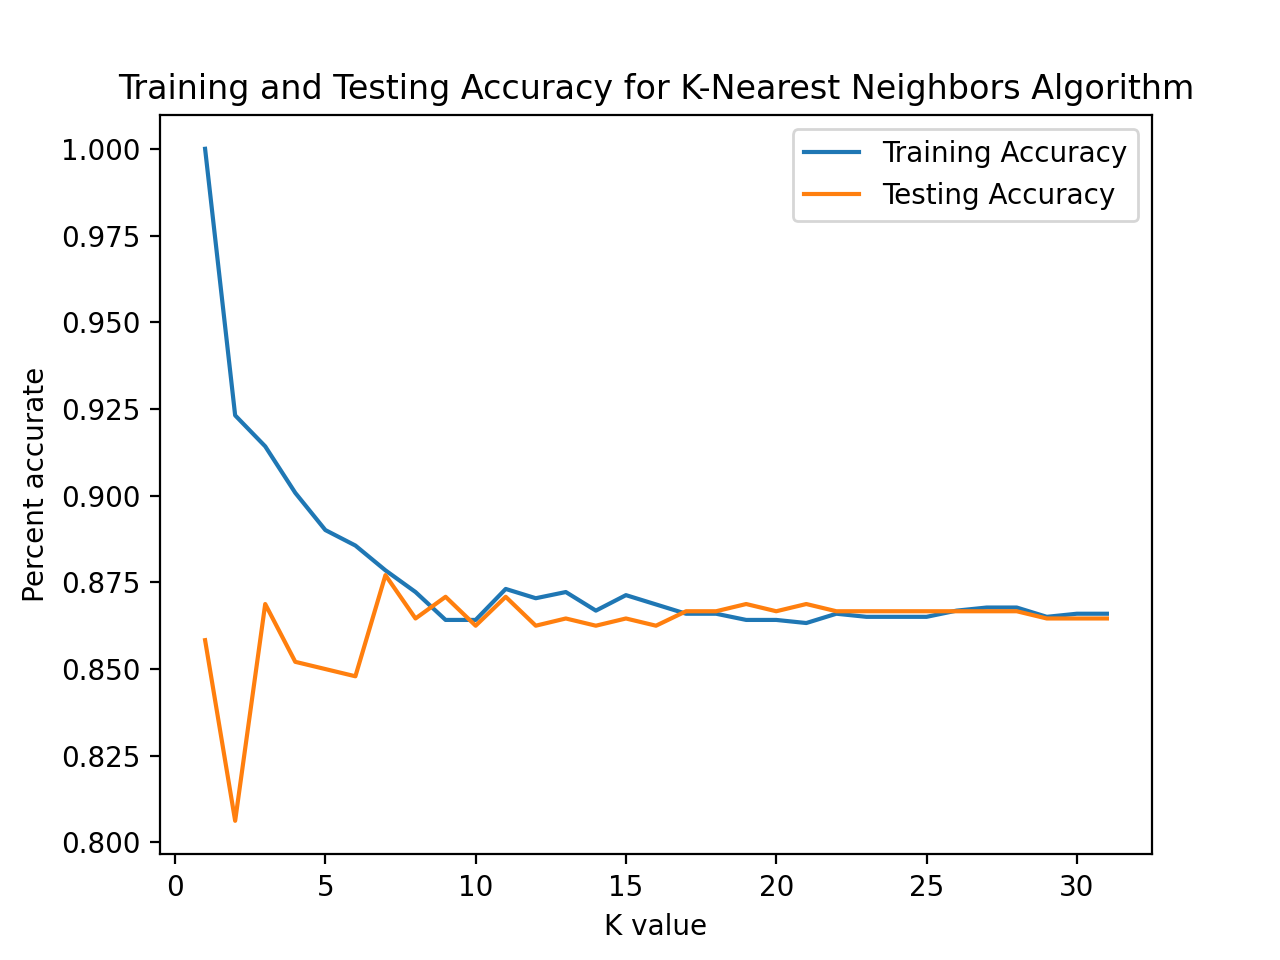 Training and Testing Accuracy for K-Nearest Neighbors Algorithm
Training Accuracy
Testing Accuracy
1.000
0.975
0.950
0.925
0.900
0.875
0.850
0.825
0.800
Percent accurate
0 5 10 15 20 25 30
K value